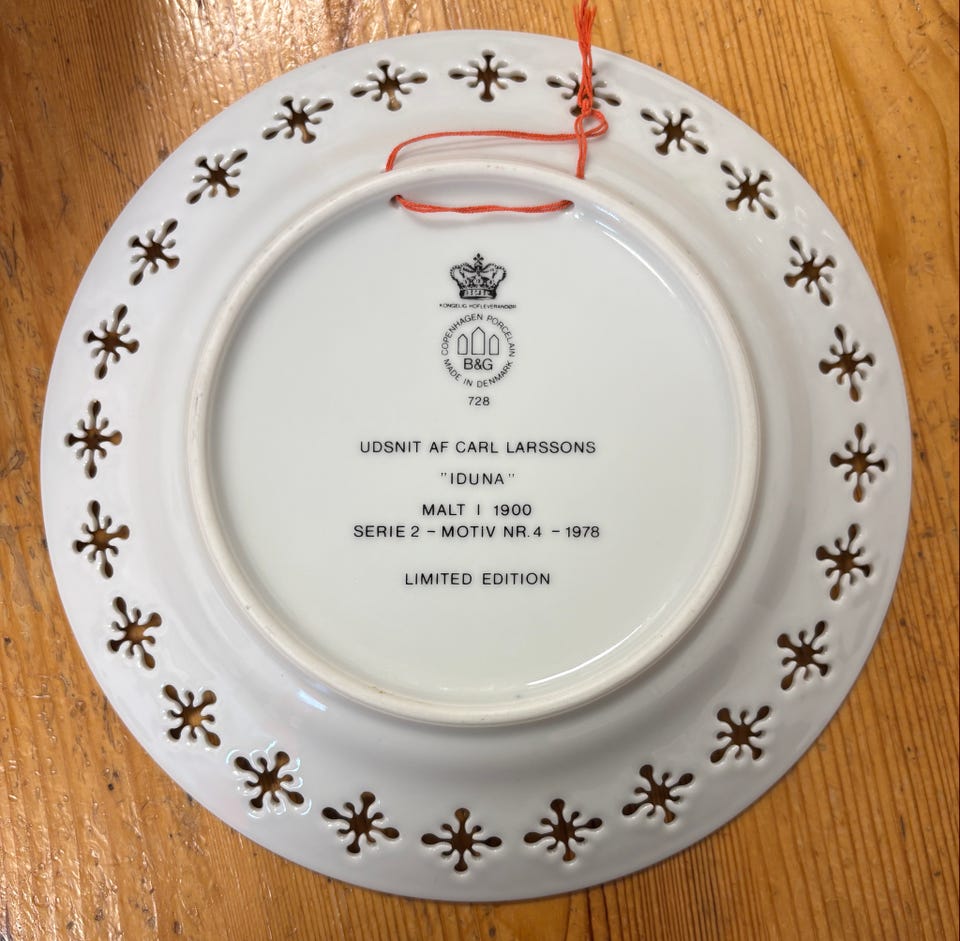 KONGELIG HOFLEVERANDØR
COPENHAGEN PORCELAIN
B&G
MADE IN DENMARK
728
UDSNIT AF CARL LARSSONS
"IDUNA"
MALT I 1900
SERIE 2 – MOTIV NR. 4 – 1978
LIMITED EDITION